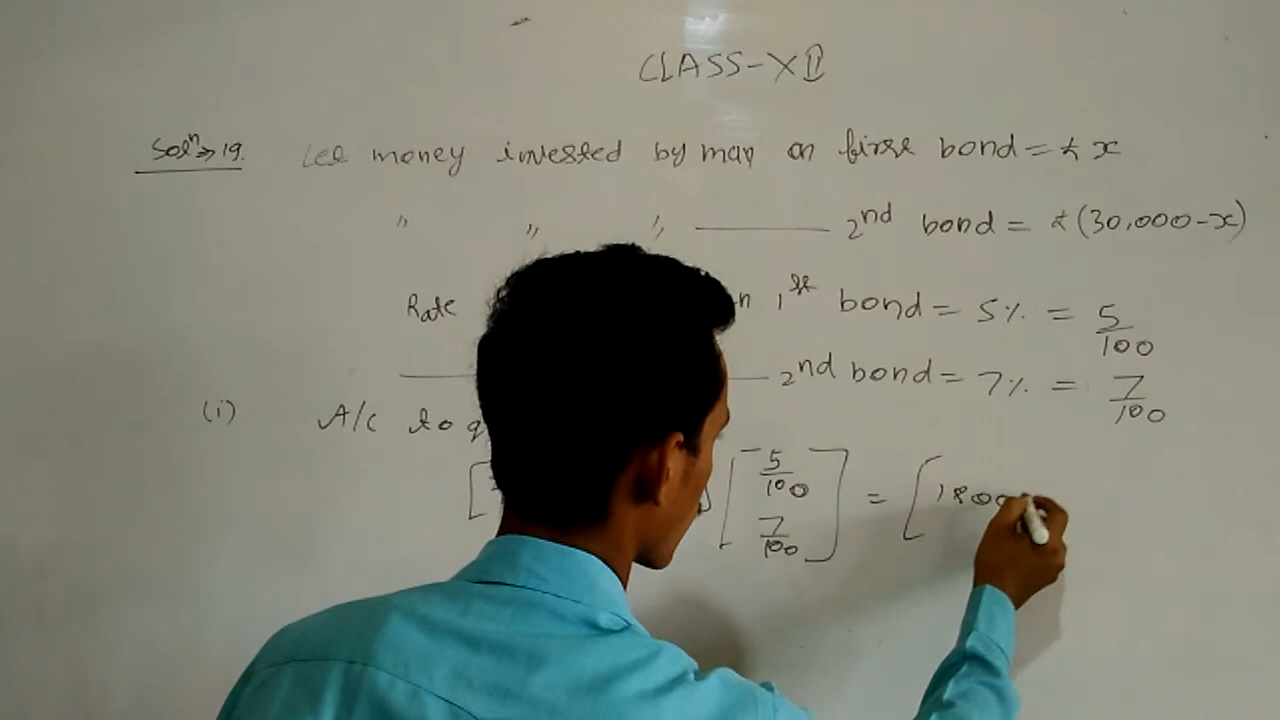 CLASS-XII
Solⁿ⇒19. Let money invested by man on first bond = ₹ x
" " " —— 2nd bond = ₹ (30,000-x)
Rate 1st bond = 5% = 5/100
—— 2nd bond = 7% = 7/100
(i) A/C to q
[ ] [5/100 7/100] = [1800